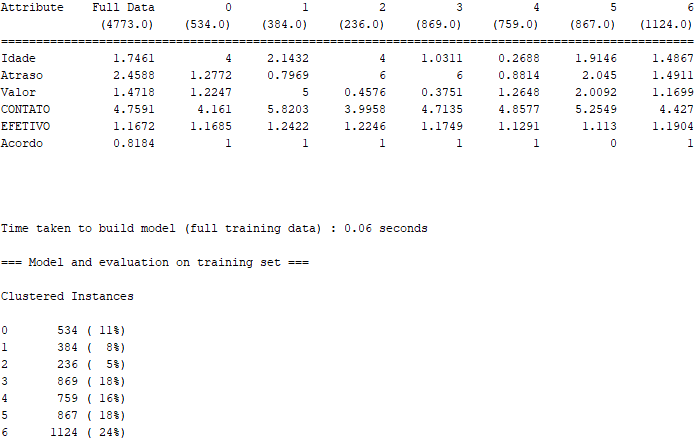 Attribute    Full Data          0          1          2          3          4          5          6
              (4773.0)    (534.0)    (384.0)    (236.0)    (869.0)    (759.0)    (867.0)   (1124.0)
===================================================================================================
Idade           1.7461          4     2.1432          4     1.0311     0.2688     1.9146     1.4867
Atraso          2.4588     1.2772     0.7969          6          6     0.8814      2.045     1.4911
Valor           1.4718     1.2247          5     0.4576     0.3751     1.2648     2.0092     1.1699
CONTATO         4.7591      4.161     5.8203     3.9958     4.7135     4.8577     5.2549      4.427
EFETIVO         1.1672     1.1685     1.2422     1.2246     1.1749     1.1291      1.113     1.1904
Acordo          0.8184          1          1          1          1          1          0          1
Time taken to build model (full training data) : 0.06 seconds
=== Model and evaluation on training set ===
Clustered Instances
0       534 ( 11%)
1       384 (  8%)
2       236 (  5%)
3       869 ( 18%)
4       759 ( 16%)
5       867 ( 18%)
6      1124 ( 24%)